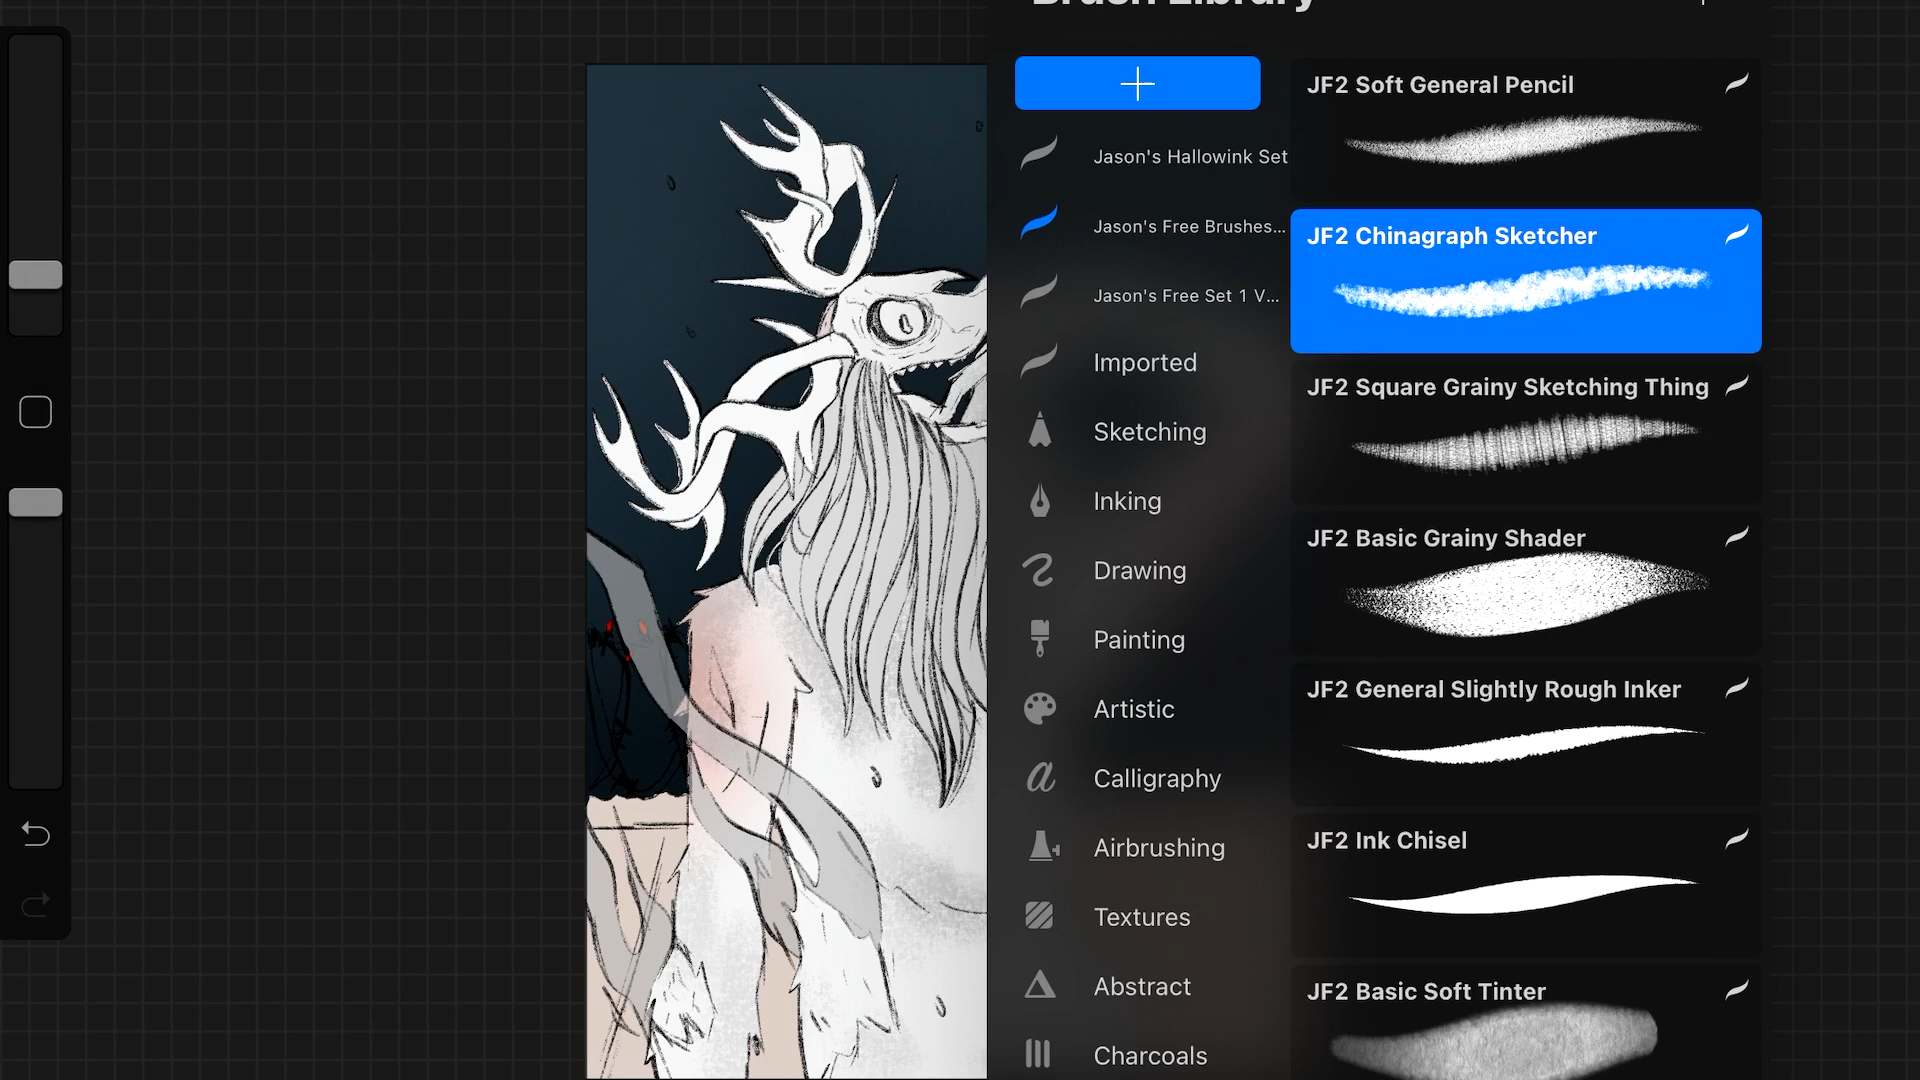 Brush Library
Jason's Hallowink Set
Jason's Free Brushes...
Jason's Free Set 1 V...
Imported
Sketching
Inking
Drawing
Painting
Artistic
Calligraphy
Airbrushing
Textures
Abstract
Charcoals
JF2 Soft General Pencil
JF2 Chinagraph Sketcher
JF2 Square Grainy Sketching Thing
JF2 Basic Grainy Shader
JF2 General Slightly Rough Inker
JF2 Ink Chisel
JF2 Basic Soft Tinter